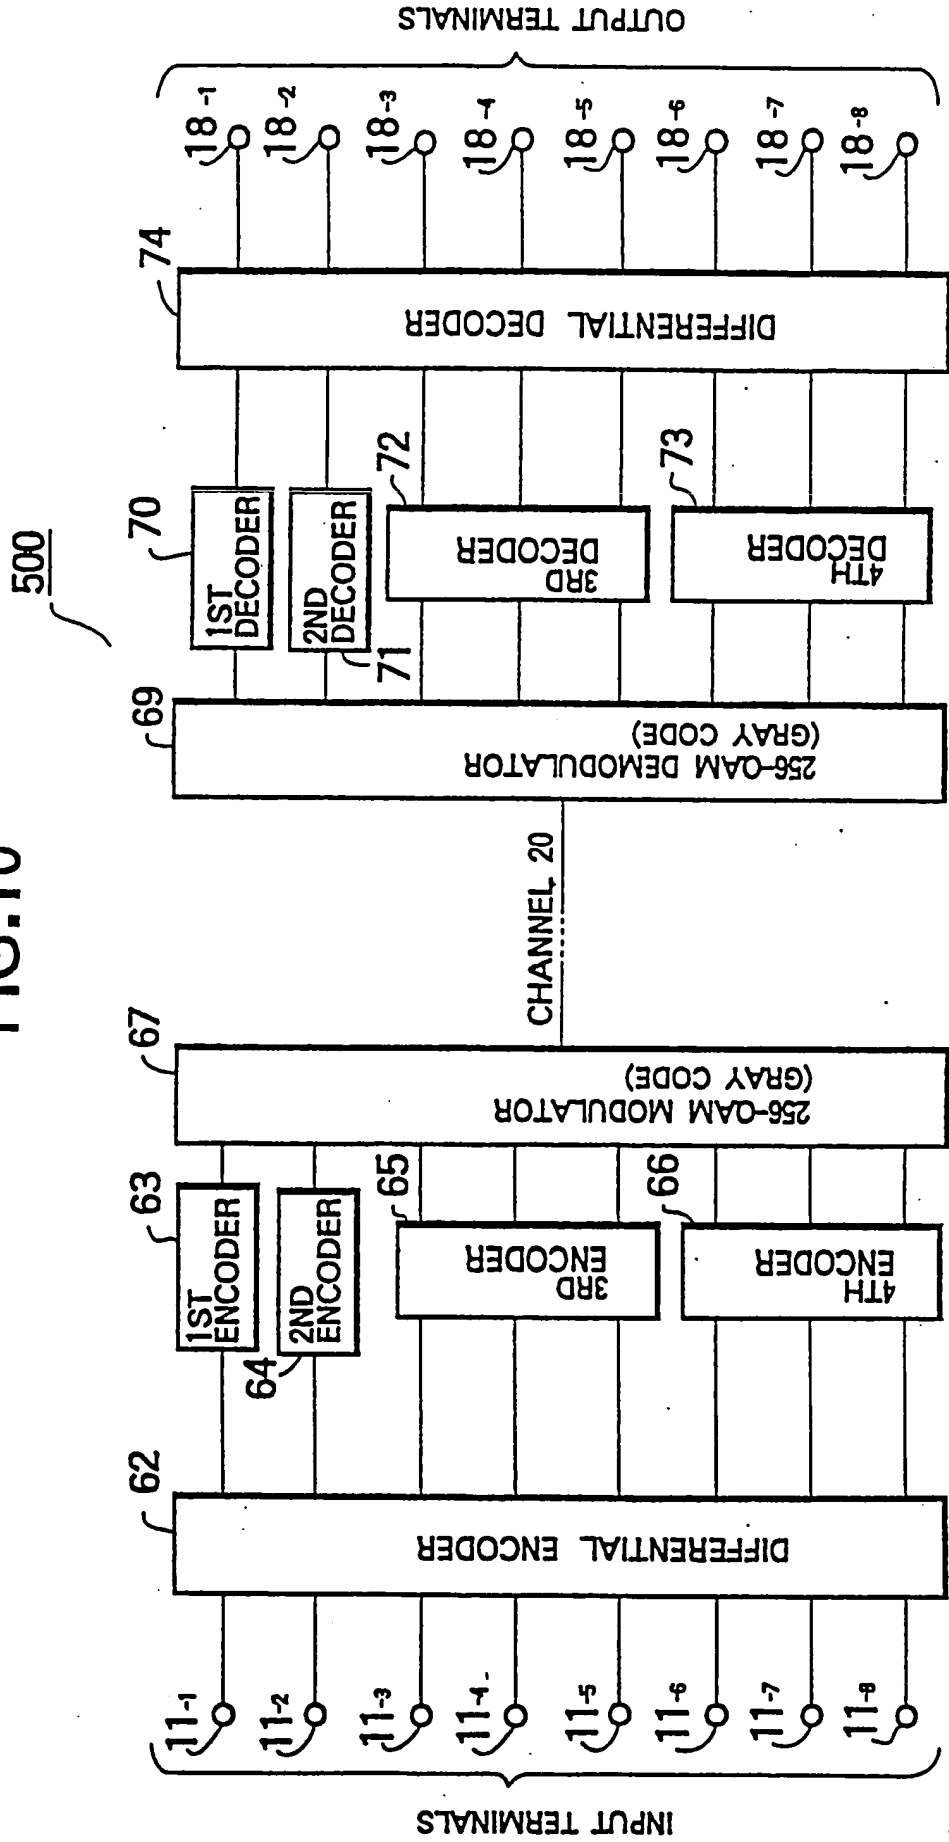 FIG.10
500
INPUT TERMINALS
11-1
11-2
11-3
11-4
11-5
11-6
11-7
11-8
62
DIFFERENTIAL ENCODER
63
1ST
ENCODER
64
2ND
ENCODER
65
3RD
ENCODER
66
4TH
ENCODER
67
256-QAM MODULATOR
(GRAY CODE)
CHANNEL 20
69
256-QAM DEMODULATOR
(GRAY CODE)
70
1ST
DECODER
71
2ND
DECODER
72
3RD
DECODER
73
4TH
DECODER
74
DIFFERENTIAL DECODER
18-1
18-2
18-3
18-4
18-5
18-6
18-7
18-8
OUTPUT TERMINALS